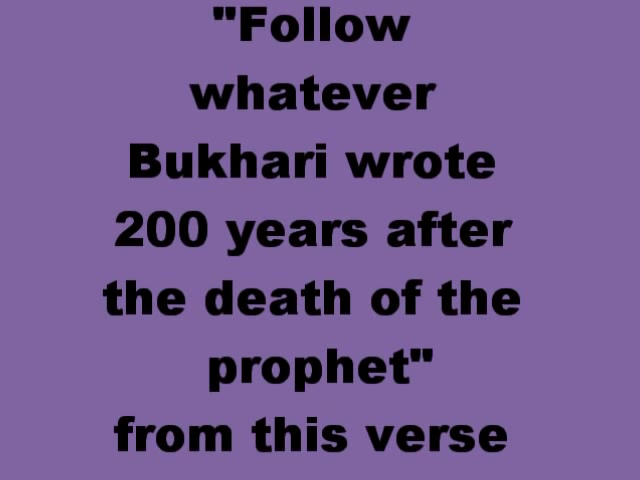 "Follow
whatever
Bukhari wrote
200 years after
the death of the
prophet"
from this verse